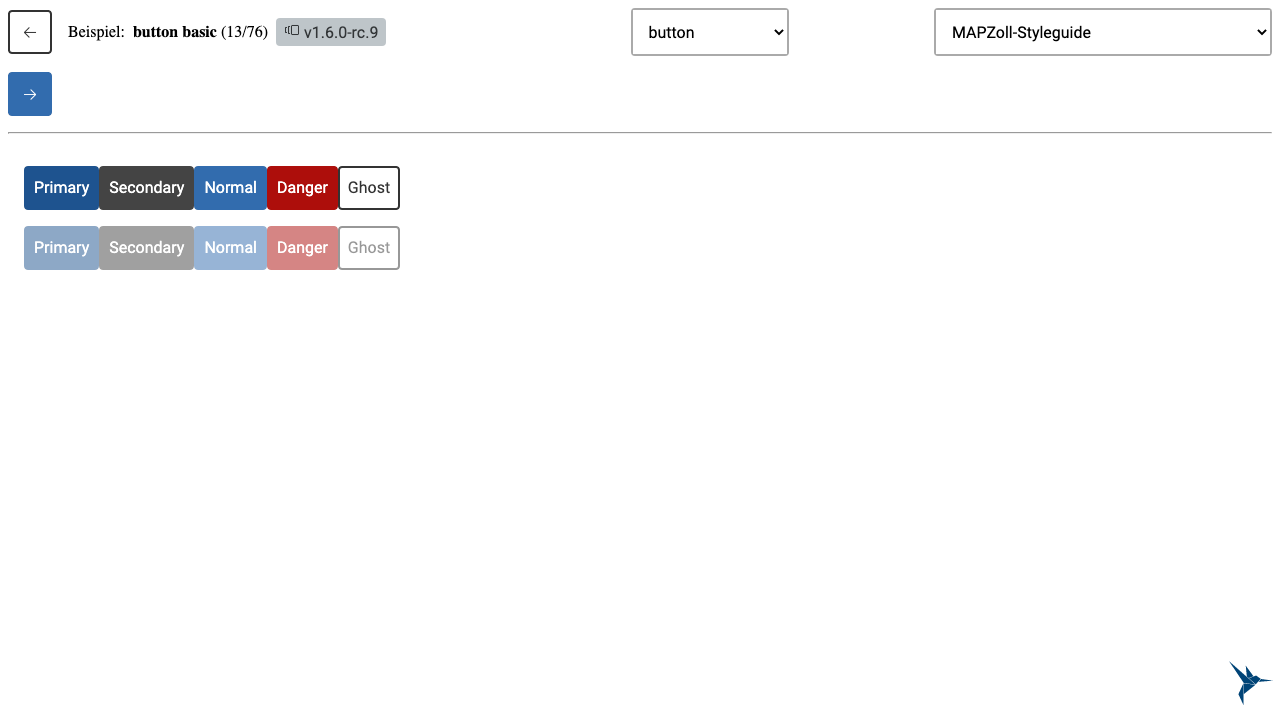 ← Beispiel: button basic (13/76) v1.6.0-rc.9 button MAPZoll-Styleguide
→
Primary Secondary Normal Danger Ghost
Primary Secondary Normal Danger Ghost